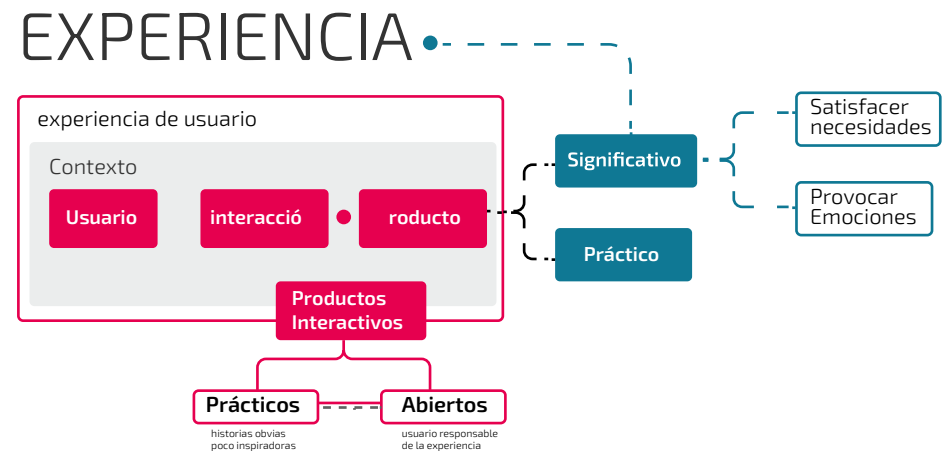 EXPERIENCIA
experiencia de usuario
Contexto
Usuario
interacció
roducto
Significativo
Práctico
Satisfacer
necesidades
Provocar
Emociones
Productos
Interactivos
Prácticos
historias obvias
poco inspiradoras
Abiertos
usuario responsable
de la experiencia